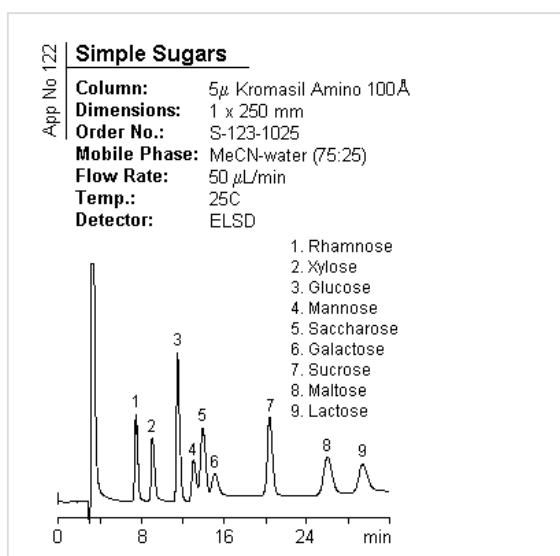 App No 122
Simple Sugars
Column: 5µ Kromasil Amino 100Å
Dimensions: 1 x 250 mm
Order No.: S-123-1025
Mobile Phase: MeCN-water (75:25)
Flow Rate: 50 µL/min
Temp.: 25C
Detector: ELSD
1. Rhamnose
2. Xylose
3. Glucose
4. Mannose
5. Saccharose
6. Galactose
7. Sucrose
8. Maltose
9. Lactose
1 2 3 4 5 6 7 8 9
0 8 16 24 min